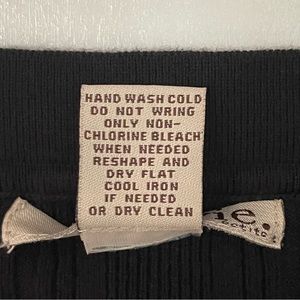 HAND WASH COLD
DO NOT WRING
ONLY NON-
CHLORINE BLEACH
WHEN NEEDED
RESHAPE AND
DRY FLAT
COOL IRON
IF NEEDED
OR DRY CLEAN
e.